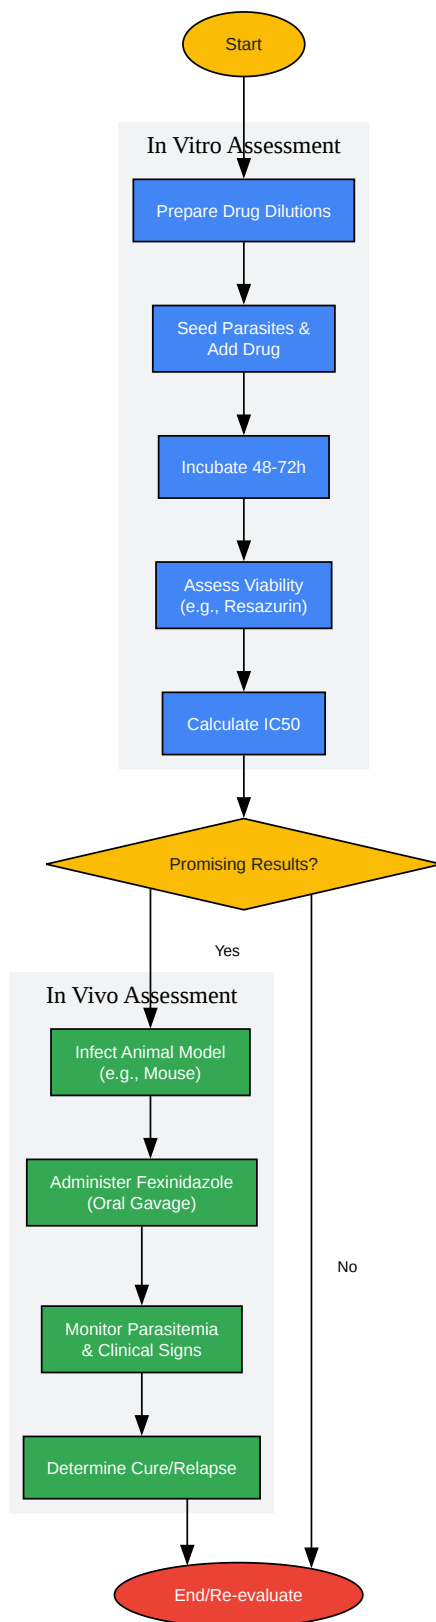 Start
In Vitro Assessment
Prepare Drug Dilutions
Seed Parasites &
Add Drug
Incubate 48-72h
Assess Viability
(e.g., Resazurin)
Calculate IC50
Promising Results?
Yes
In Vivo Assessment
Infect Animal Model
(e.g., Mouse)
Administer Fexinidazole
(Oral Gavage)
No
Monitor Parasitemia
& Clinical Signs
Determine Cure/Relapse
End/Re-evaluate